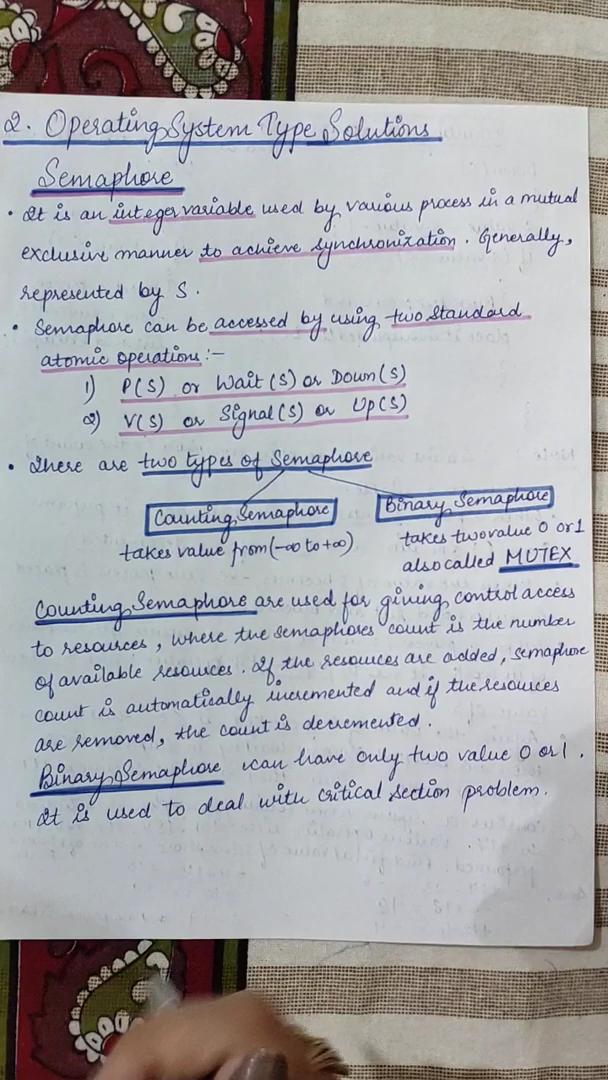 2. Operating System Type Solutions
Semaphore
• It is an integer variable used by various process in a mutual
exclusive manner to achieve synchronization. Generally,
represented by S.
• Semaphore can be accessed by using two standard
atomic operations :-
1) P(S) or Wait (S) or Down (S)
2) V(S) or Signal (S) or Up (S)
• There are two types of Semaphore
Counting Semaphore
takes value from (-∞ to +∞)
Binary Semaphore
takes two value 0 or 1
also called MUTEX
Counting Semaphore are used for giving control access
to resources, where the semaphores count is the number
of available resources. If the resources are added, semaphore
count is automatically incremented and if the resources
are removed, the count is decremented.
Binary Semaphore can have only two value 0 or 1.
It is used to deal with critical section problem.